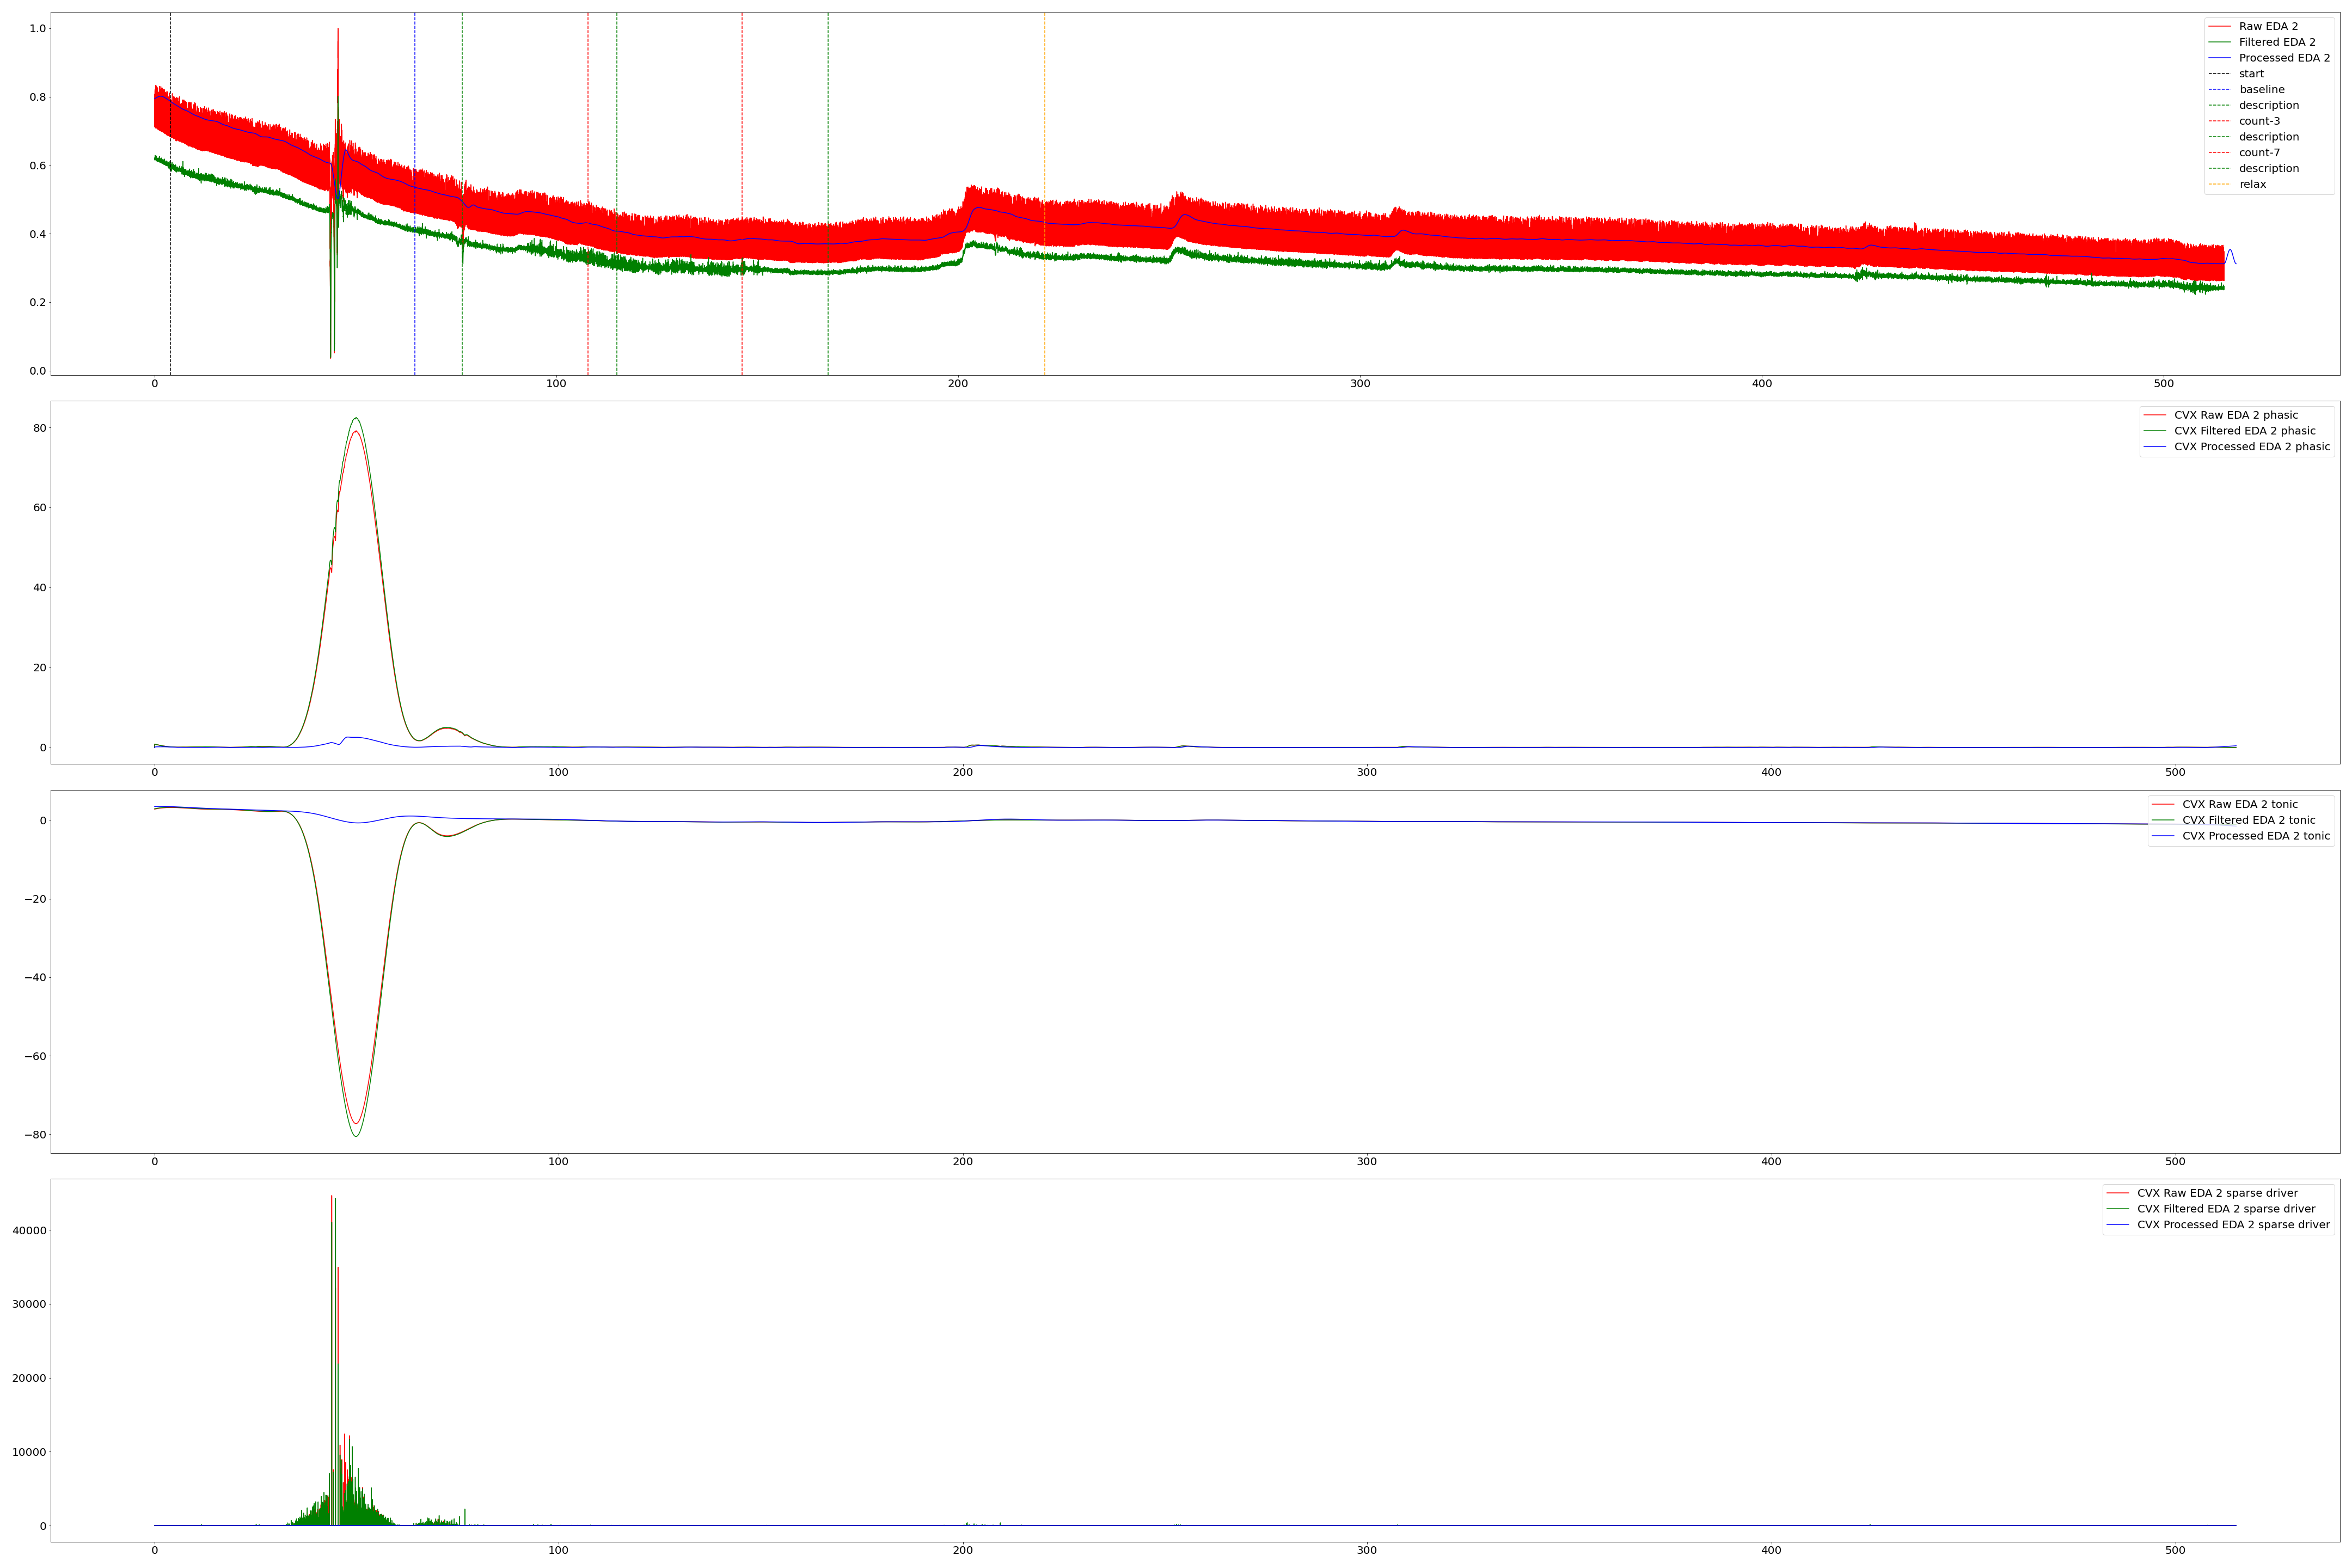 1.0
0.8
0.6
0.4
0.2
0.0
0 100 200 300 400 500
Raw EDA 2
Filtered EDA 2
Processed EDA 2
start
baseline
description
count-3
description
count-7
description
relax
80
60
40
20
0
0 100 200 300 400 500
CVX Raw EDA 2 phasic
CVX Filtered EDA 2 phasic
CVX Processed EDA 2 phasic
0
−20
−40
−60
−80
0 100 200 300 400 500
CVX Raw EDA 2 tonic
CVX Filtered EDA 2 tonic
CVX Processed EDA 2 tonic
40000
30000
20000
10000
0
0 100 200 300 400 500
CVX Raw EDA 2 sparse driver
CVX Filtered EDA 2 sparse driver
CVX Processed EDA 2 sparse driver